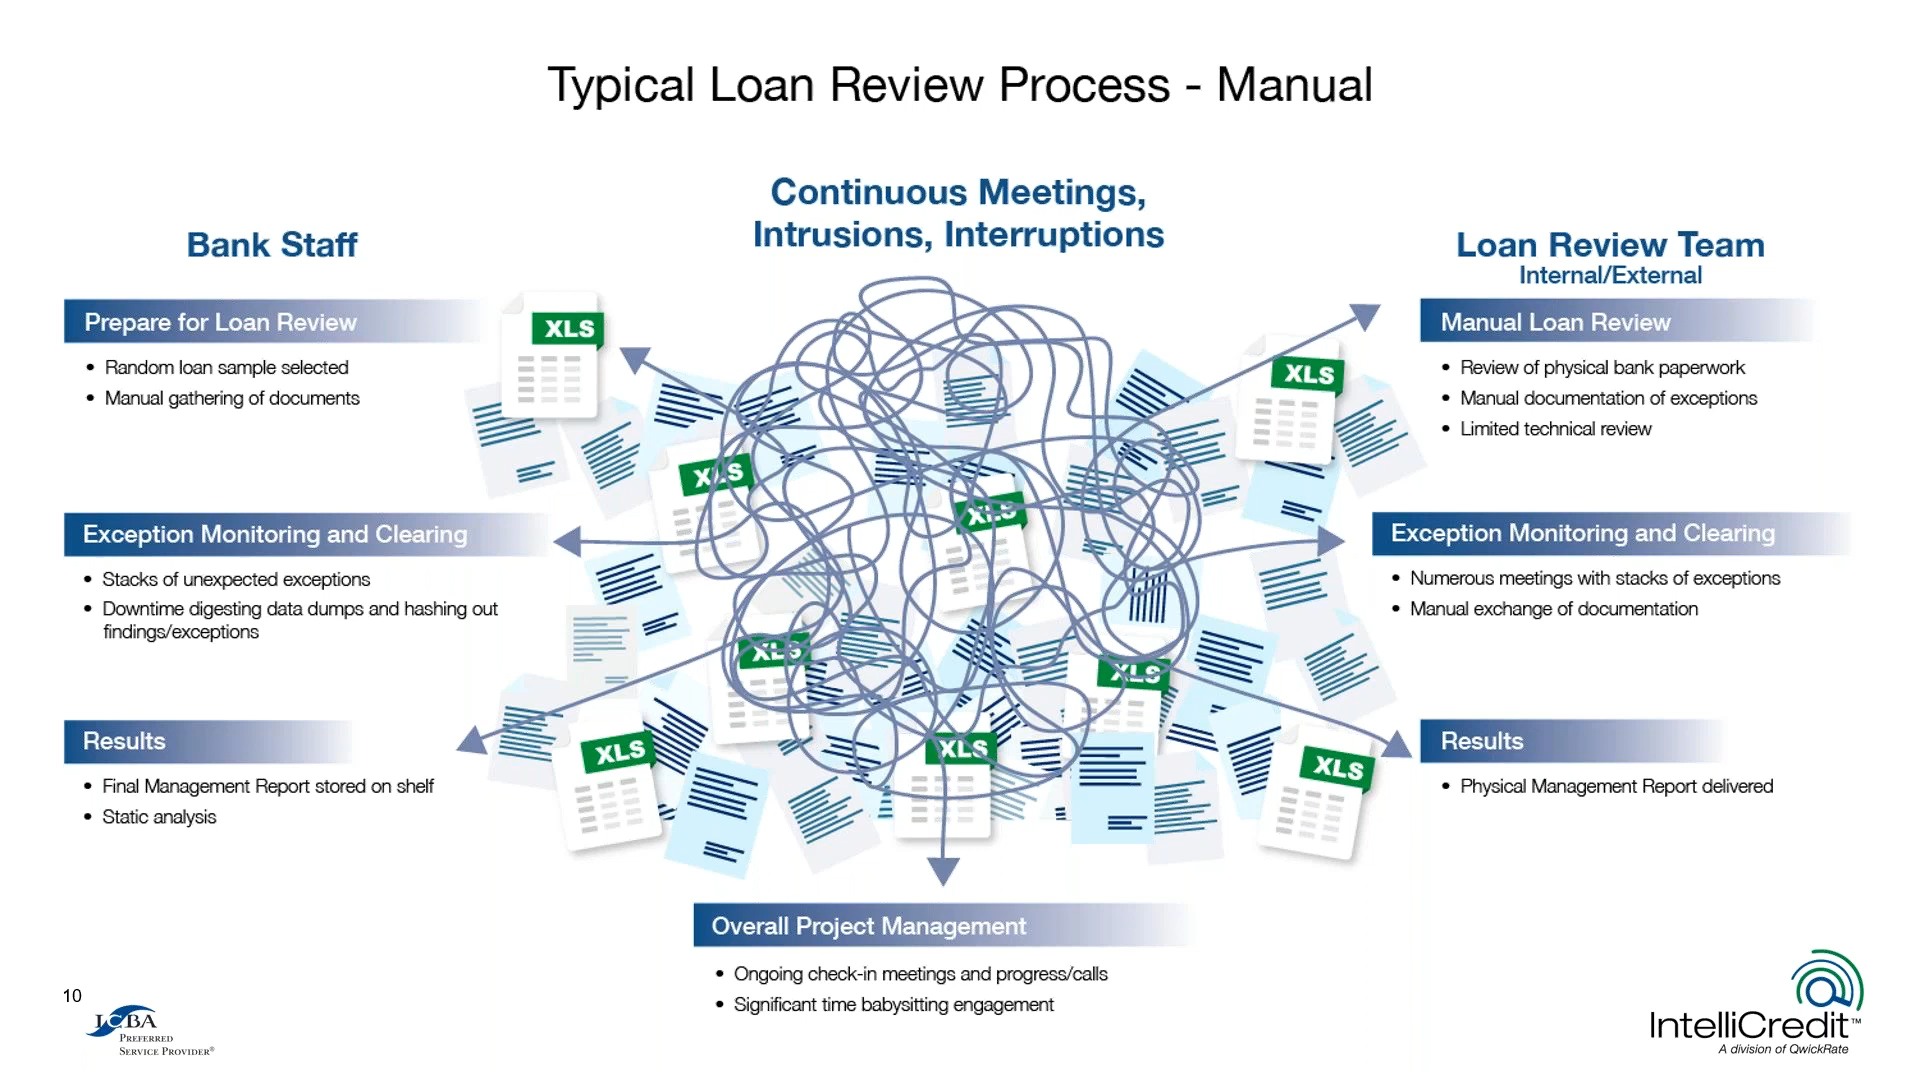 Typical Loan Review Process - Manual
Continuous Meetings,
Intrusions, Interruptions
Bank Staff
Prepare for Loan Review
• Random loan sample selected
• Manual gathering of documents
Exception Monitoring and Clearing
• Stacks of unexpected exceptions
• Downtime digesting data dumps and hashing out
findings/exceptions
Results
• Final Management Report stored on shelf
• Static analysis
XLS
XLS
XLS
XLS
XLS
XLS
XLS
XLS
XLS
Loan Review Team
Internal/External
Manual Loan Review
• Review of physical bank paperwork
• Manual documentation of exceptions
• Limited technical review
Exception Monitoring and Clearing
• Numerous meetings with stacks of exceptions
• Manual exchange of documentation
Results
• Physical Management Report delivered
Overall Project Management
• Ongoing check-in meetings and progress/calls
• Significant time babysitting engagement
10
ICBA
PREFERRED
SERVICE PROVIDER®
IntelliCredit™
A division of QwickRate